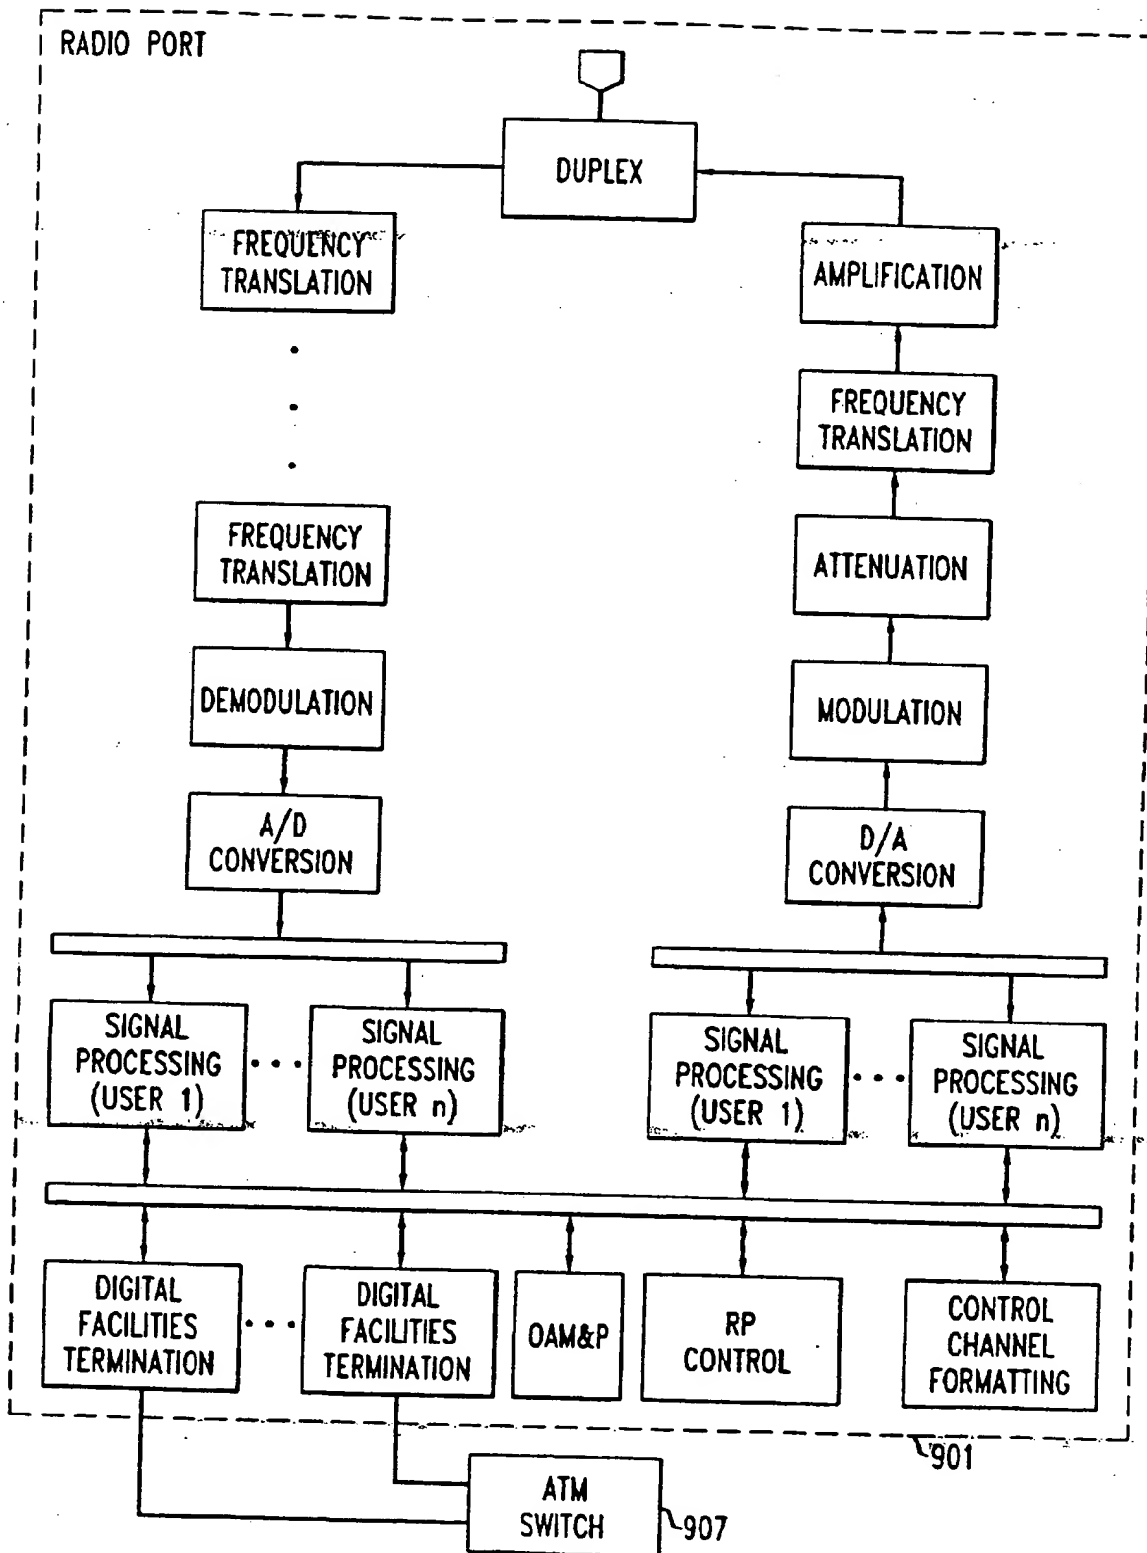 RADIO PORT
DUPLEX
FREQUENCY
TRANSLATION
AMPLIFICATION
FREQUENCY
TRANSLATION
FREQUENCY
TRANSLATION
ATTENUATION
DEMODULATION
MODULATION
A/D
CONVERSION
D/A
CONVERSION
SIGNAL
PROCESSING
(USER 1)
SIGNAL
PROCESSING
(USER n)
SIGNAL
PROCESSING
(USER 1)
SIGNAL
PROCESSING
(USER n)
DIGITAL
FACILITIES
TERMINATION
DIGITAL
FACILITIES
TERMINATION
OAM&P
RP
CONTROL
CONTROL
CHANNEL
FORMATTING
901
ATM
SWITCH
907